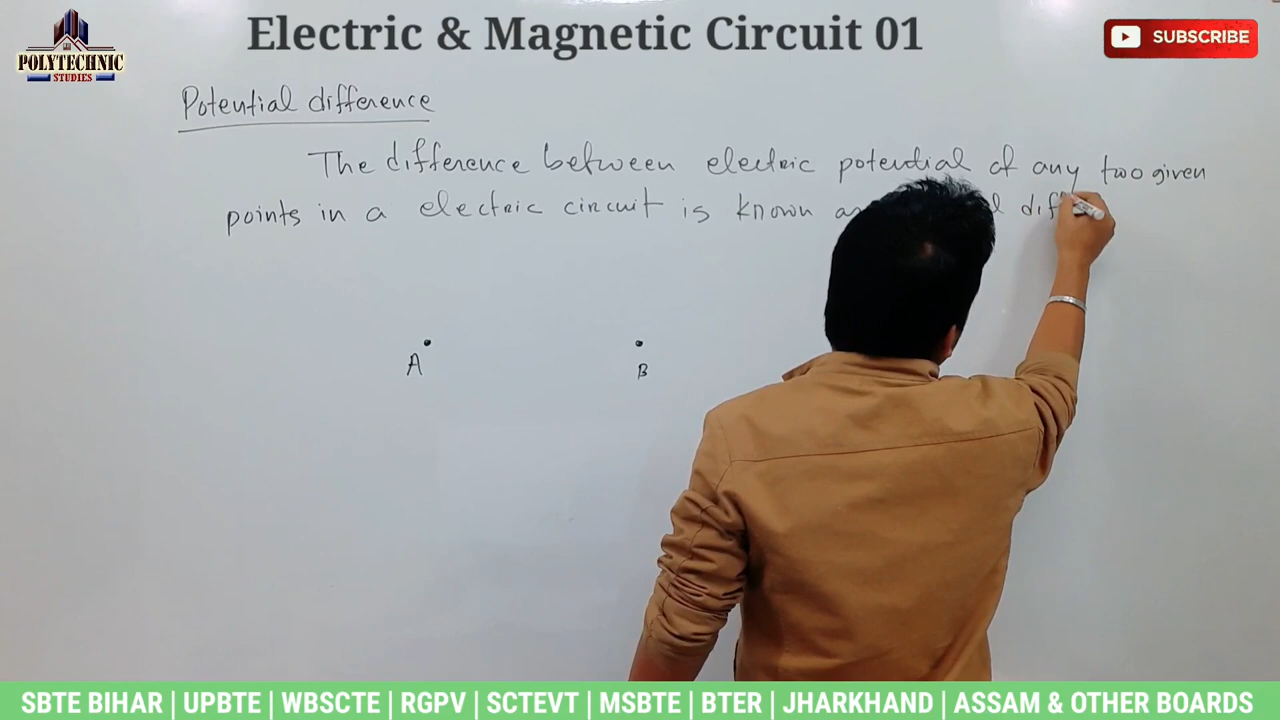 Electric & Magnetic Circuit 01
POLYTECHNIC
STUDIES
SUBSCRIBE
Potential difference
The difference between electric potential of any two given
points in a electric circuit is known
A
B
SBTE BIHAR | UPBTE | WBSCTE | RGPV | SCTEVT | MSBTE | BTER | JHARKHAND | ASSAM & OTHER BOARDS